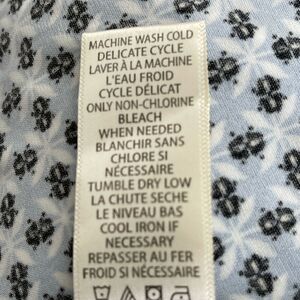 MACHINE WASH COLD
DELICATE CYCLE
LAVER À LA MACHINE
L'EAU FROID
CYCLE DÉLICAT
ONLY NON-CHLORINE
BLEACH
WHEN NEEDED
BLANCHIR SANS
CHLORE SI
NÉCESSAIRE
TUMBLE DRY LOW
LA CHUTE SECHE
LE NIVEAU BAS
COOL IRON IF
NECESSARY
REPASSER AU FER
FROID SI NÉCESSAIRE